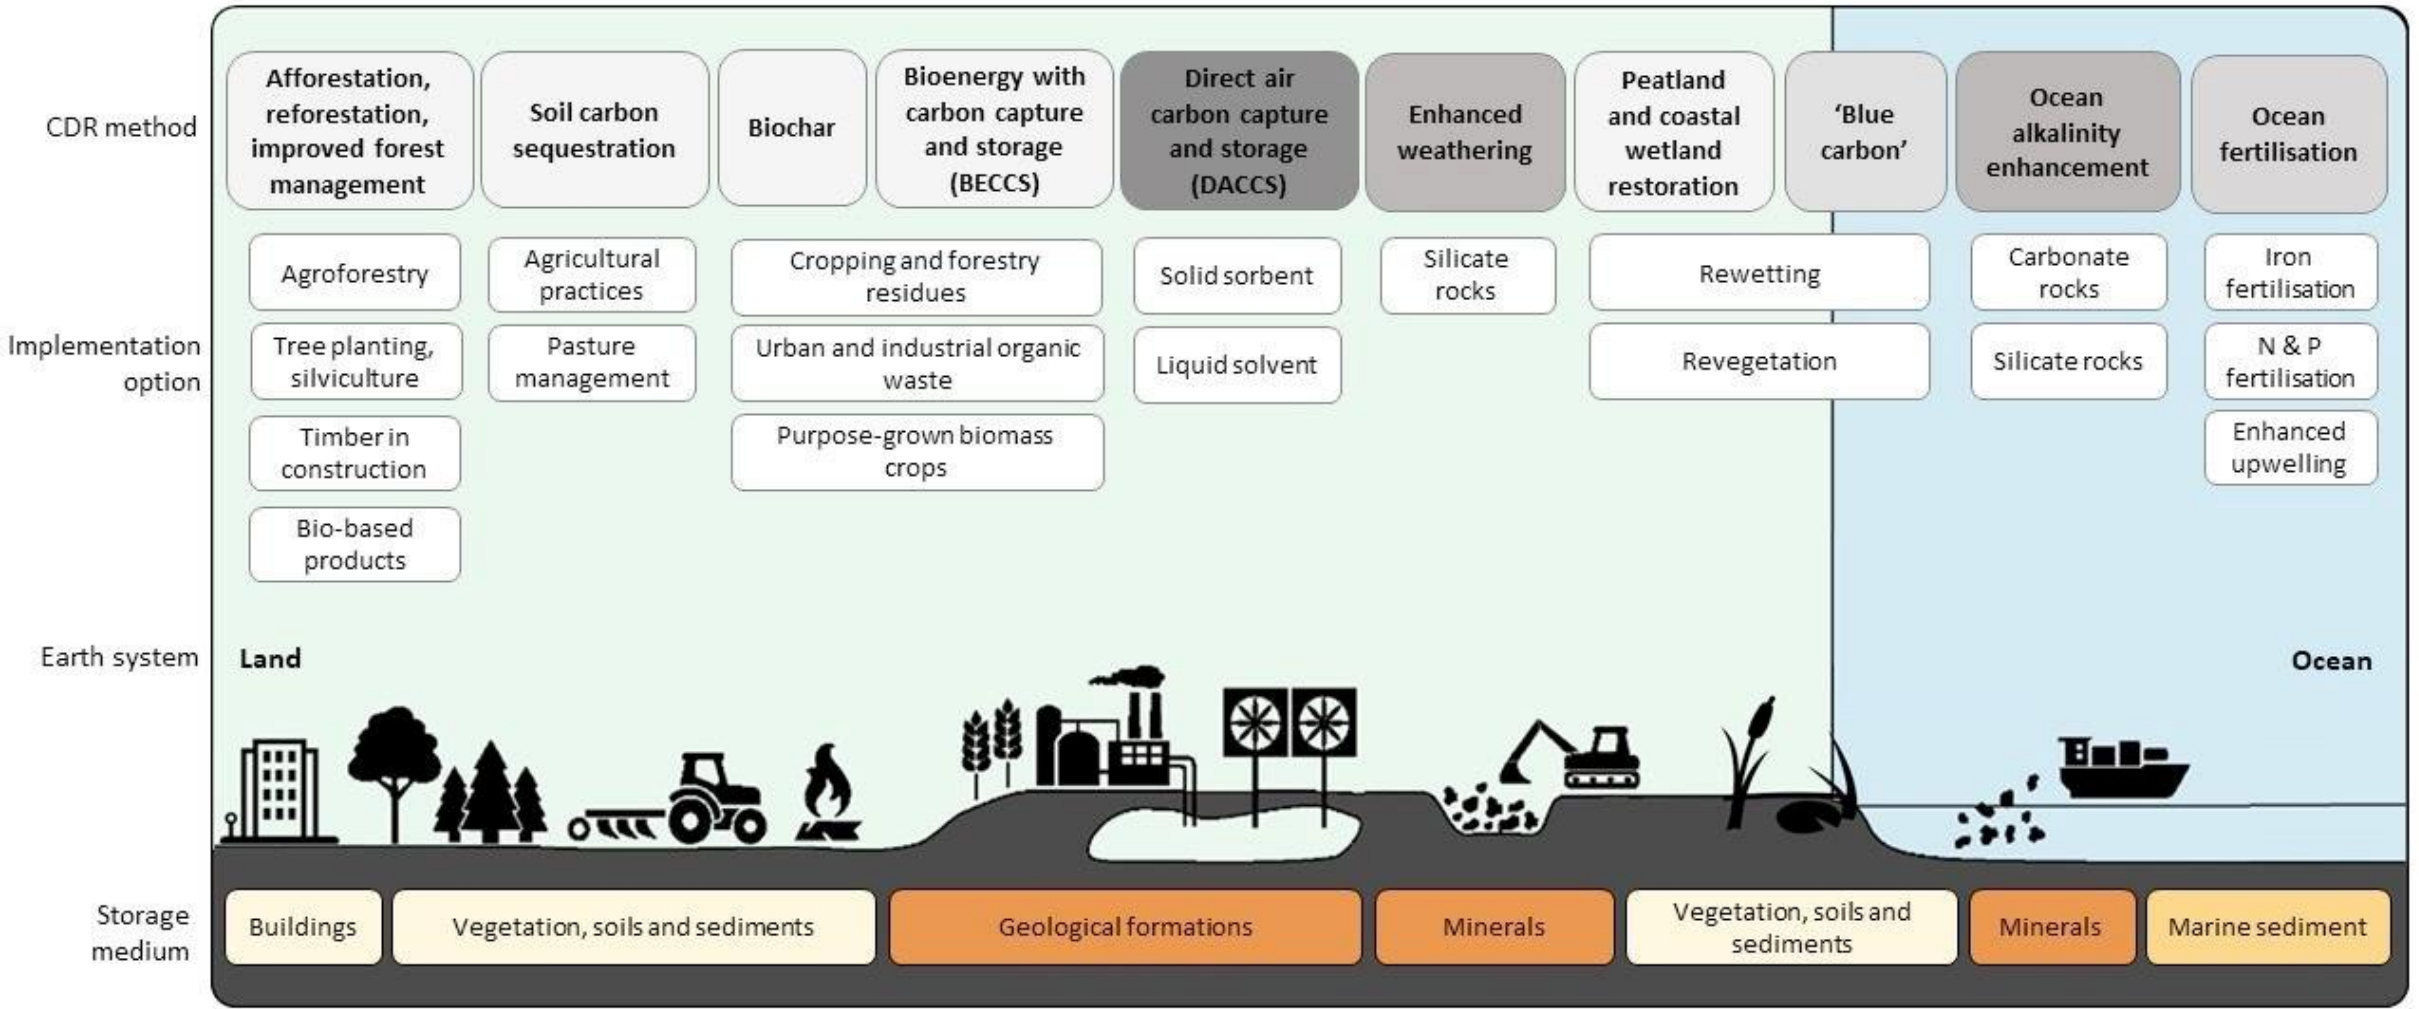 CDR method
Afforestation,
reforestation,
improved forest
management
Soil carbon
sequestration
Biochar
Bioenergy with
carbon capture
and storage
(BECCS)
Direct air
carbon capture
and storage
(DACCS)
Enhanced
weathering
Peatland
and coastal
wetland
restoration
‘Blue
carbon’
Ocean
alkalinity
enhancement
Ocean
fertilisation
Implementation
option
Agroforestry
Tree planting,
silviculture
Timber in
construction
Bio-based
products
Agricultural
practices
Pasture
management
Cropping and forestry
residues
Urban and industrial organic
waste
Purpose-grown biomass
crops
Solid sorbent
Liquid solvent
Silicate
rocks
Rewetting
Revegetation
Carbonate
rocks
Silicate rocks
Iron
fertilisation
N & P
fertilisation
Enhanced
upwelling
Earth system
Land
Ocean
Storage
medium
Buildings
Vegetation, soils and sediments
Geological formations
Minerals
Vegetation, soils and
sediments
Minerals
Marine sediment